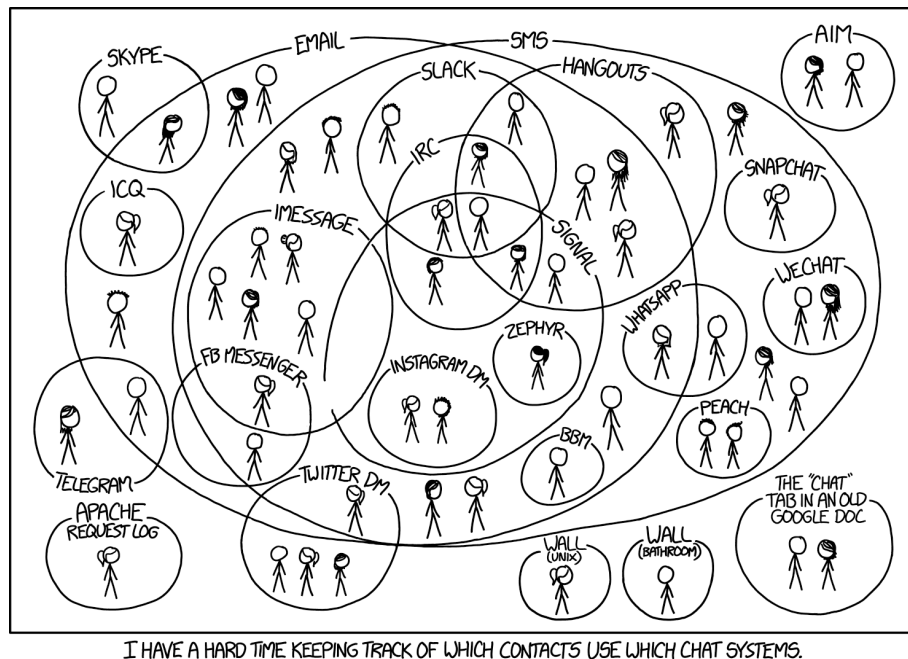 SKYPE
EMAIL
SMS
AIM
SLACK
HANGOUTS
IRC
SNAPCHAT
ICQ
IMESSAGE
SIGNAL
WECHAT
WHATSAPP
ZEPHYR
FB MESSENGER
INSTAGRAM DM
PEACH
BBM
TELEGRAM
TWITTER DM
THE "CHAT"
TAB IN AN OLD
GOOGLE DOC
APACHE
REQUEST LOG
WALL
(UNIX)
WALL
(BATHROOM)
I HAVE A HARD TIME KEEPING TRACK OF WHICH CONTACTS USE WHICH CHAT SYSTEMS.